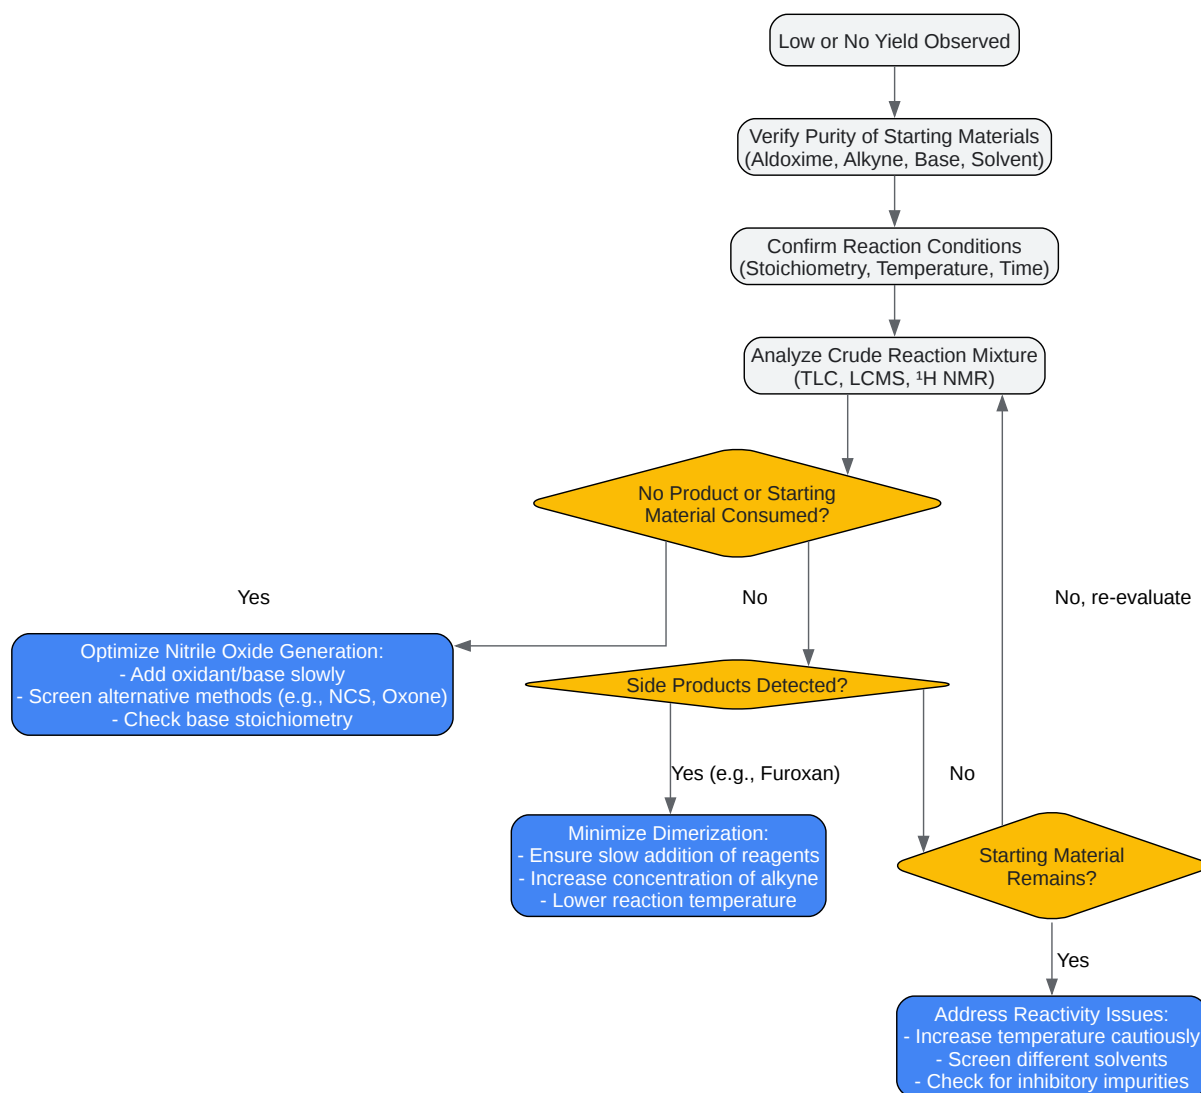 Low or No Yield Observed
Verify Purity of Starting Materials
(Aldoxime, Alkyne, Base, Solvent)
Confirm Reaction Conditions
(Stoichiometry, Temperature, Time)
Analyze Crude Reaction Mixture
(TLC, LCMS, ¹H NMR)
No Product or Starting
Material Consumed?
Yes
No
No, re-evaluate
Optimize Nitrile Oxide Generation:
- Add oxidant/base slowly
- Screen alternative methods (e.g., NCS, Oxone)
- Check base stoichiometry
Side Products Detected?
Yes (e.g., Furoxan)
No
Minimize Dimerization:
- Ensure slow addition of reagents
- Increase concentration of alkyne
- Lower reaction temperature
Starting Material
Remains?
Yes
Address Reactivity Issues:
- Increase temperature cautiously
- Screen different solvents
- Check for inhibitory impurities